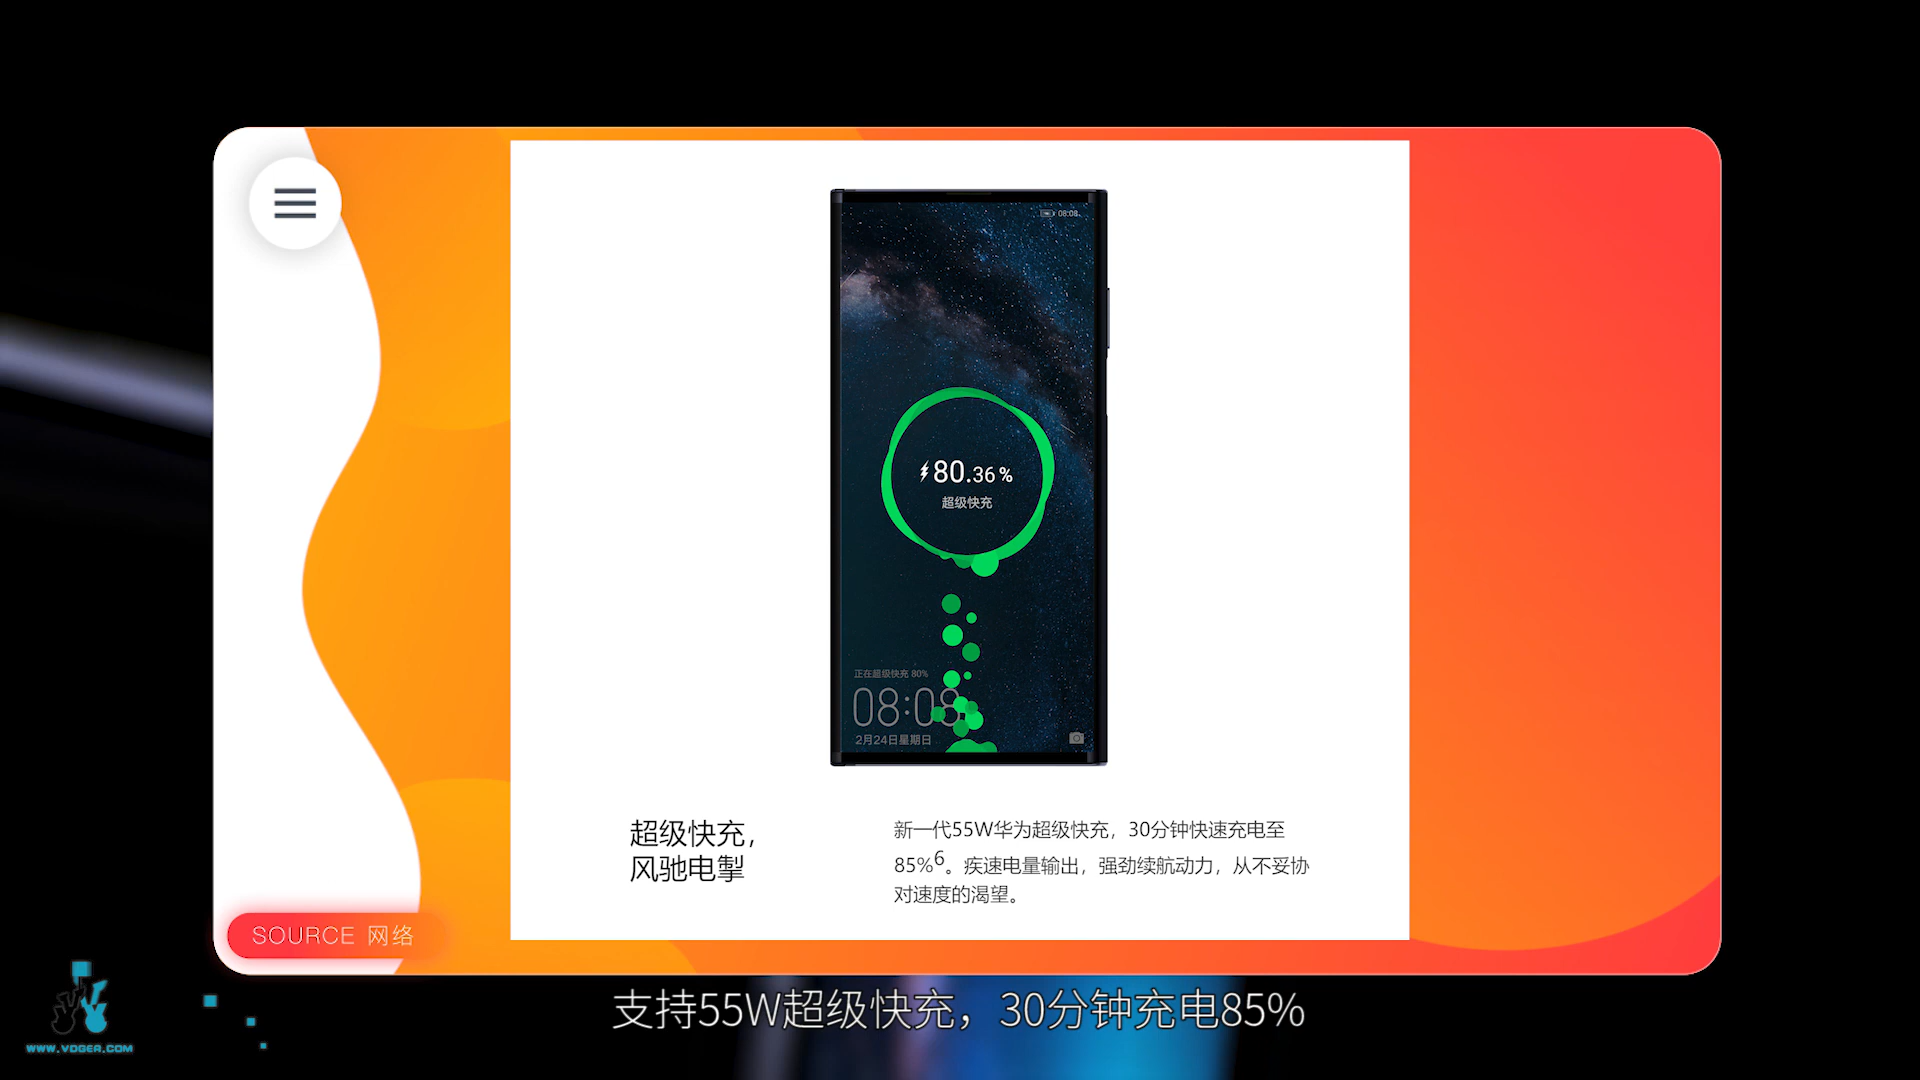 08:08
80.36%
超级快充
正在超级快充 80%
08:08
2月24日星期日
超级快充，
风驰电掣
新一代55W华为超级快充，30分钟快速充电至
85%6。疾速电量输出，强劲续航动力，从不妥协
对速度的渴望。
SOURCE 网络
支持55W超级快充，30分钟充电85%
WWW.VDGER.COM